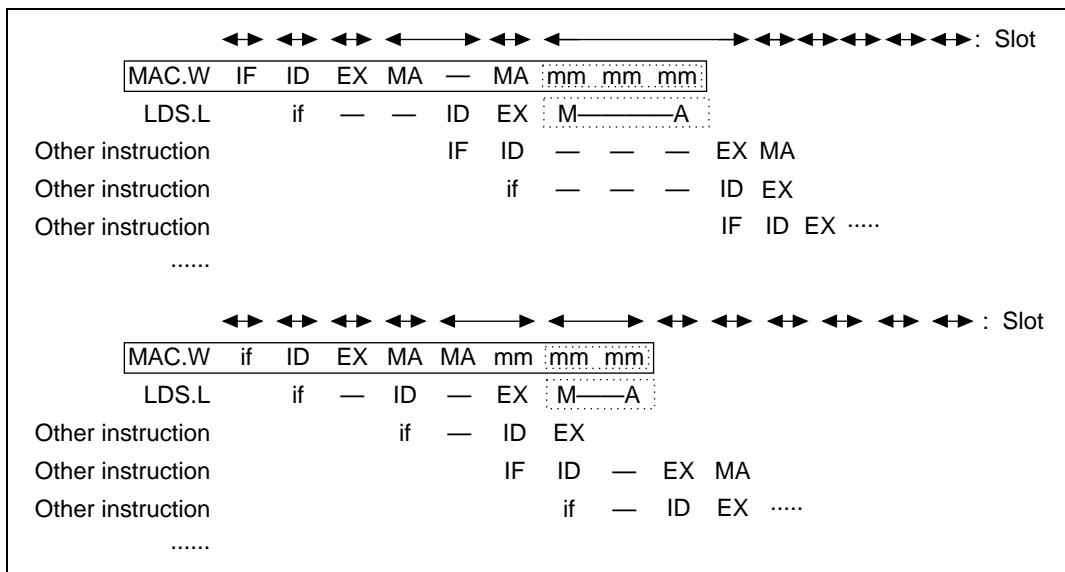 : Slot
MAC.W IF ID EX MA — MA mm mm mm
LDS.L if — — ID EX M————A
Other instruction IF ID — — — EX MA
Other instruction if — — — ID EX
Other instruction IF ID EX ·····
······
: Slot
MAC.W if ID EX MA MA mm mm mm
LDS.L if — ID — EX M——A
Other instruction if — ID EX
Other instruction IF ID — EX MA
Other instruction if — ID EX ·····
······